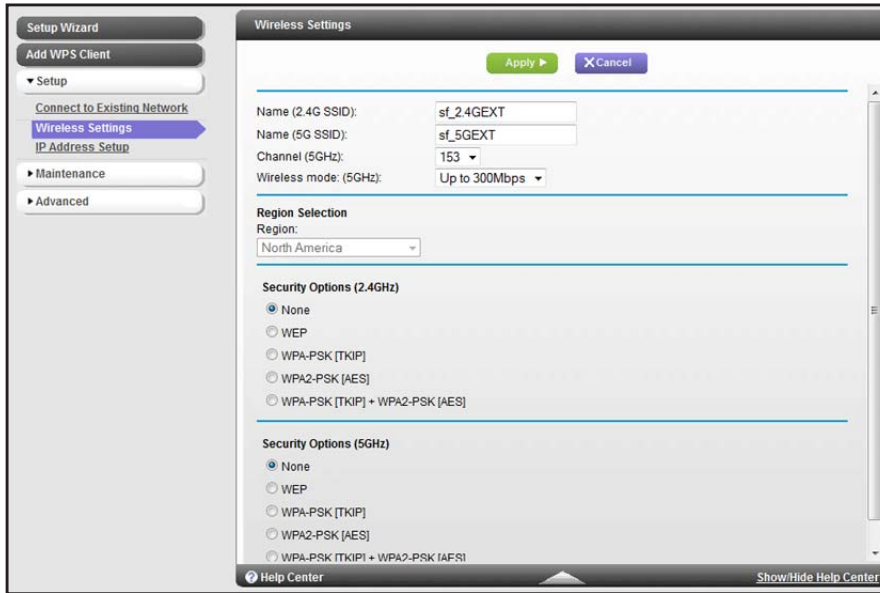 Setup Wizard
Add WPS Client
Setup
Connect to Existing Network
Wireless Settings
IP Address Setup
Maintenance
Advanced
Wireless Settings
Apply
Cancel
Name (2.4G SSID): sf_2.4GEXT
Name (5G SSID): sf_5GEXT
Channel (5GHz): 153
Wireless mode: (5GHz): Up to 300Mbps
Region Selection
Region:
North America
Security Options (2.4GHz)
None
WEP
WPA-PSK [TKIP]
WPA2-PSK [AES]
WPA-PSK [TKIP] + WPA2-PSK [AES]
Security Options (5GHz)
None
WEP
WPA-PSK [TKIP]
WPA2-PSK [AES]
WPA-PSK [TKIP] + WPA2-PSK [AES]
Help Center
Show/Hide Help Center